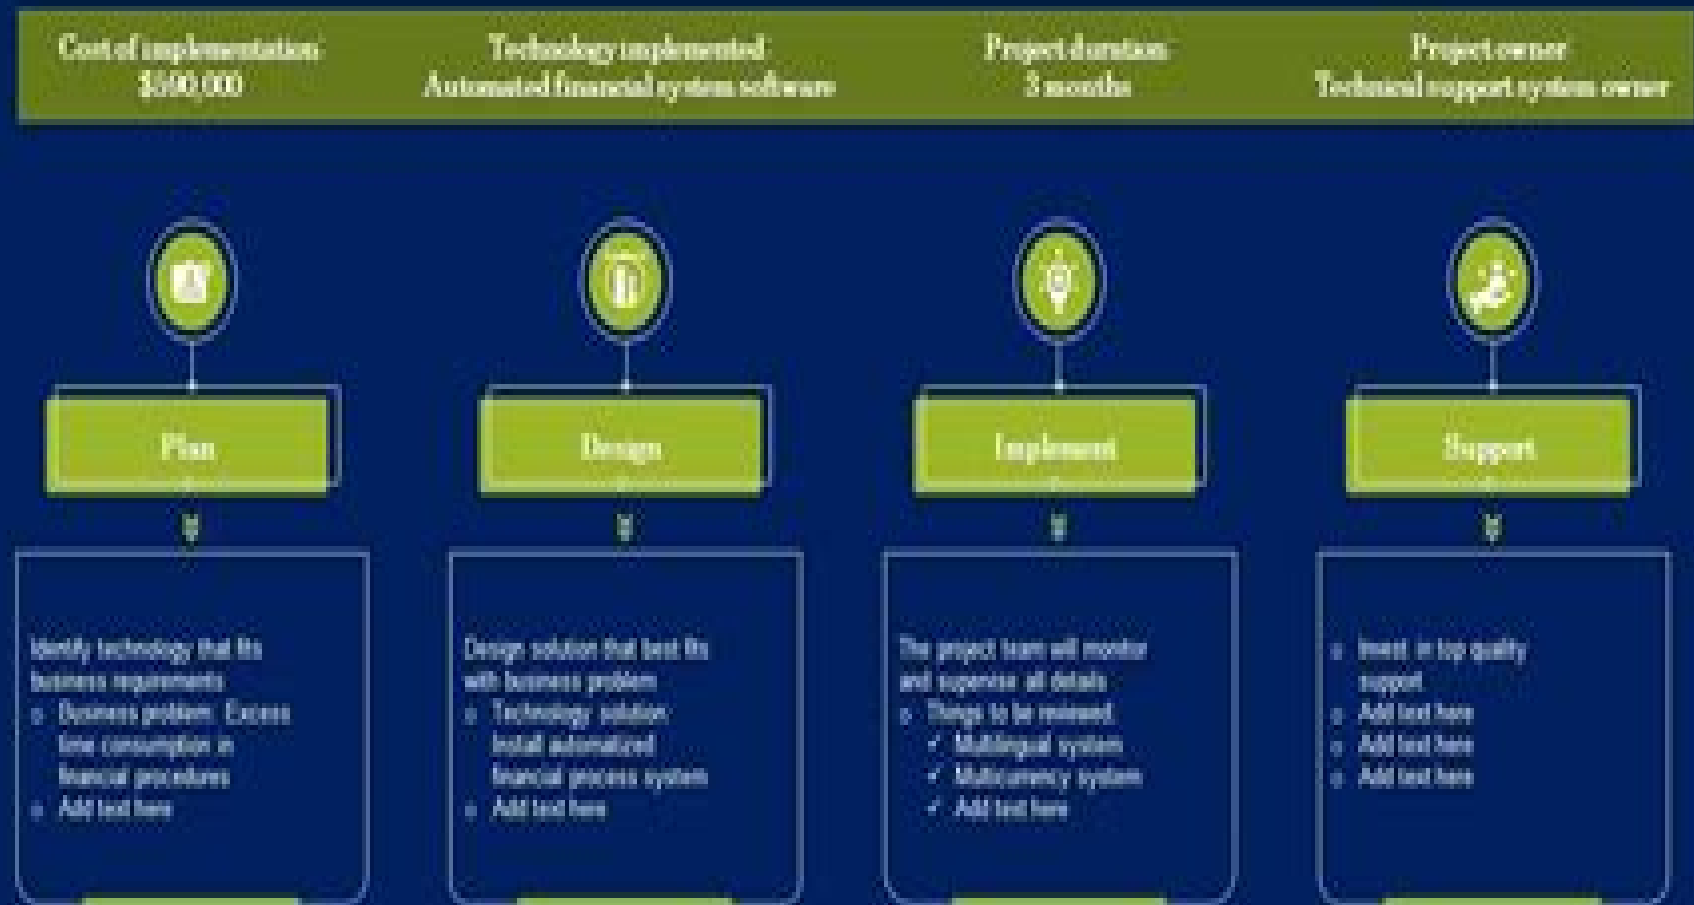 Cost of implementation
Technology implemented
Automated financial system software
Project duration
3 months
Project owner
Technical support system owner
Plan
Design
Implement
Support
Identify technology that fits
business requirements
Business problem: Excess
time consumption in
financial procedures
Add text here
Design solution that best fits
with business problem
Technology solution
Install automatized
financial process system
Add text here
The project team will monitor
and supervise all details
Things to be reviewed
✓ Multilingual system
✓ Multicurrency system
✓ Add text here
Invest in top quality
support
Add text here
Add text here
Add text here